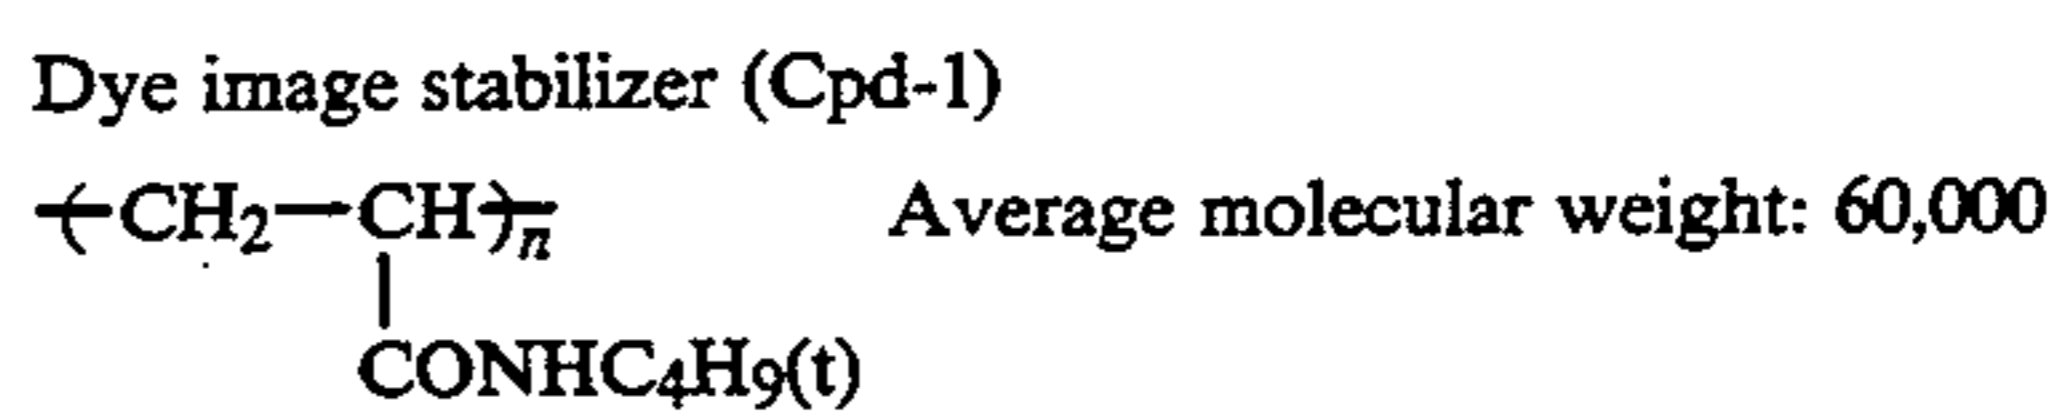 Dye image stabilizer (Cpd-1)
-(CH₂—CH)-ₙ Average molecular weight: 60,000
CONHC₄H₉(t)